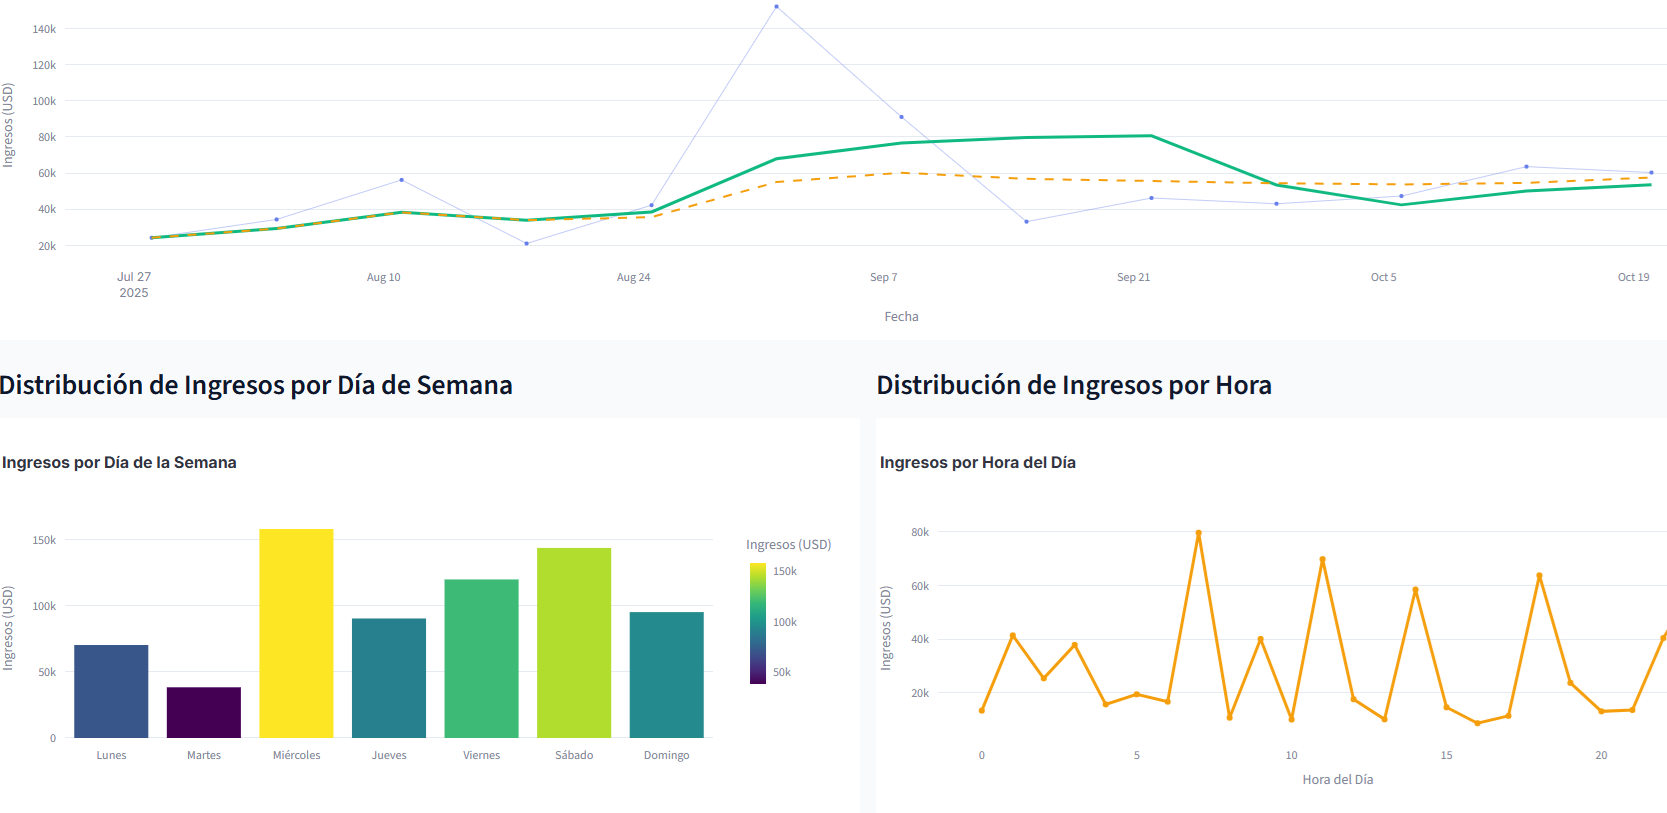 140k
120k
100k
80k
60k
40k
20k
Ingresos (USD)
Jul 27
2025
Aug 10
Aug 24
Sep 7
Sep 21
Oct 5
Oct 19
Fecha
Distribución de Ingresos por Día de Semana
Ingresos por Día de la Semana
150k
100k
50k
0
Ingresos (USD)
Lunes
Martes
Miércoles
Jueves
Viernes
Sábado
Domingo
Ingresos (USD)
150k
100k
50k
Distribución de Ingresos por Hora
Ingresos por Hora del Día
80k
60k
40k
20k
Ingresos (USD)
0
5
10
15
20
Hora del Día